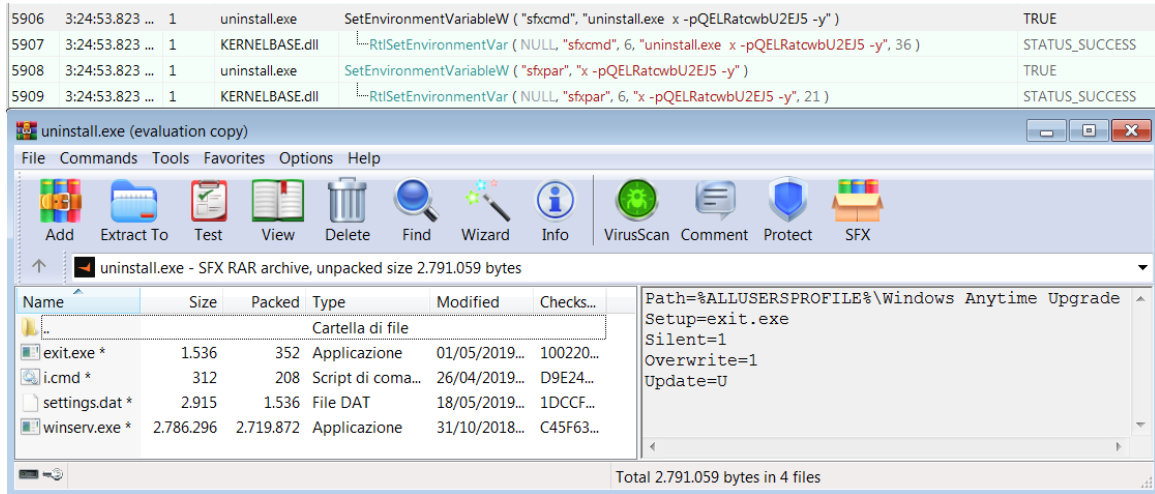 5906 3:24:53.823 ... 1 uninstall.exe SetEnvironmentVariableW ( "sfxcmd", "uninstall.exe x -pQELRatcwbU2EJ5 -y" ) TRUE
5907 3:24:53.823 ... 1 KERNELBASE.dll RtlSetEnvironmentVar ( NULL, "sfxcmd", 6, "uninstall.exe x -pQELRatcwbU2EJ5 -y", 36 ) STATUS_SUCCESS
5908 3:24:53.823 ... 1 uninstall.exe SetEnvironmentVariableW ( "sfxpar", "x -pQELRatcwbU2EJ5 -y" ) TRUE
5909 3:24:53.823 ... 1 KERNELBASE.dll RtlSetEnvironmentVar ( NULL, "sfxpar", 6, "x -pQELRatcwbU2EJ5 -y", 21 ) STATUS_SUCCESS
uninstall.exe (evaluation copy)
File Commands Tools Favorites Options Help
Add Extract To Test View Delete Find Wizard Info VirusScan Comment Protect SFX
uninstall.exe - SFX RAR archive, unpacked size 2.791.059 bytes
Name Size Packed Type Modified Checks...
.. Cartella di file
exit.exe * 1.536 352 Applicazione 01/05/2019... 100220...
i.cmd * 312 208 Script di coma... 26/04/2019... D9E24...
settings.dat * 2.915 1.536 File DAT 18/05/2019... 1DCCF...
winserv.exe * 2.786.296 2.719.872 Applicazione 31/10/2018... C45F63...
Path=%ALLUSERSPROFILE%\Windows Anytime Upgrade
Setup=exit.exe
Silent=1
Overwrite=1
Update=U
Total 2.791.059 bytes in 4 files